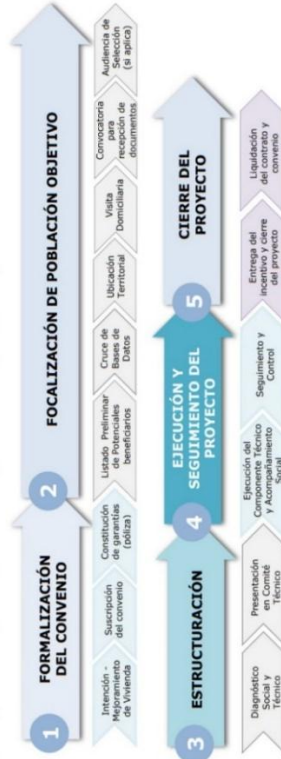 1
FORMALIZACIÓN
DEL CONVENIO
Intención -
Mejoramiento
de Vivienda
Suscripción
del convenio
Constitución
de garantías
(póliza)
2
FOCALIZACIÓN DE POBLACIÓN OBJETIVO
Listado Preliminar
de Potenciales
beneficiarios
Cruce de
Bases de
Datos
Ubicación
Territorial
Visita
Domiciliaria
Convocatoria
para
recepción de
documentos
Audiencia de
Selección
(si aplica)
3
ESTRUCTURACIÓN
Diagnóstico
Social y
Técnico
Presentación
en Comité
Técnico
4
EJECUCIÓN Y
SEGUIMIENTO DEL
PROYECTO
Ejecución del
Componente Técnico
y Acompañamiento
Social
Seguimiento y
Control
5
CIERRE DEL
PROYECTO
Entrega del
incentivo y cierre
del proyecto
Liquidación
del contrato y
convenio